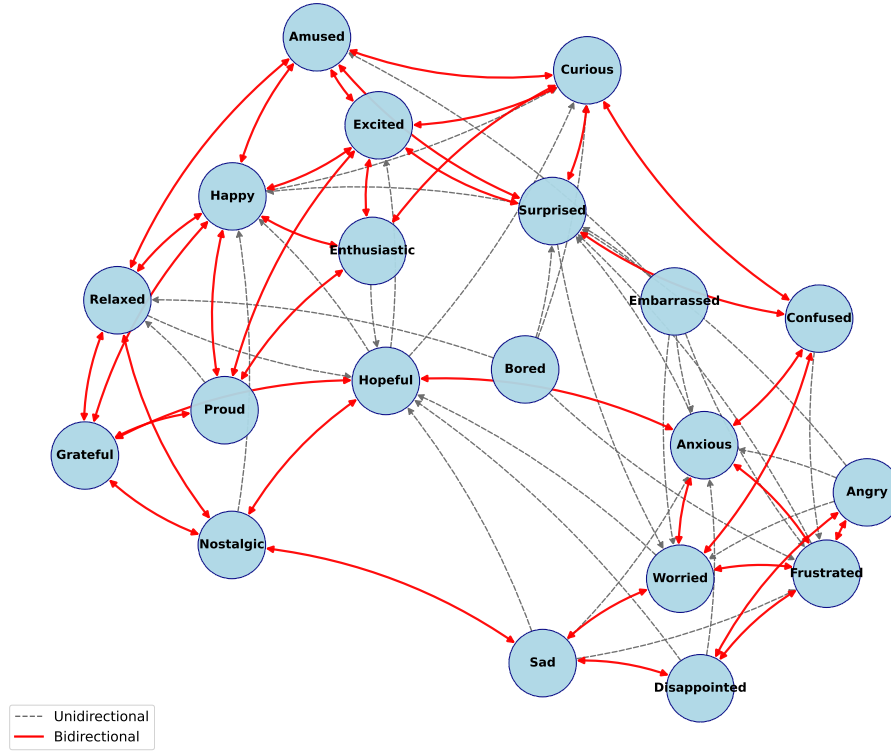 Amused
Curious
Excited
Happy
Surprised
Enthusiastic
Relaxed
Embarrassed
Confused
Bored
Hopeful
Proud
Anxious
Grateful
Angry
Nostalgic
Worried
Frustrated
Sad
Disappointed
Unidirectional
Bidirectional